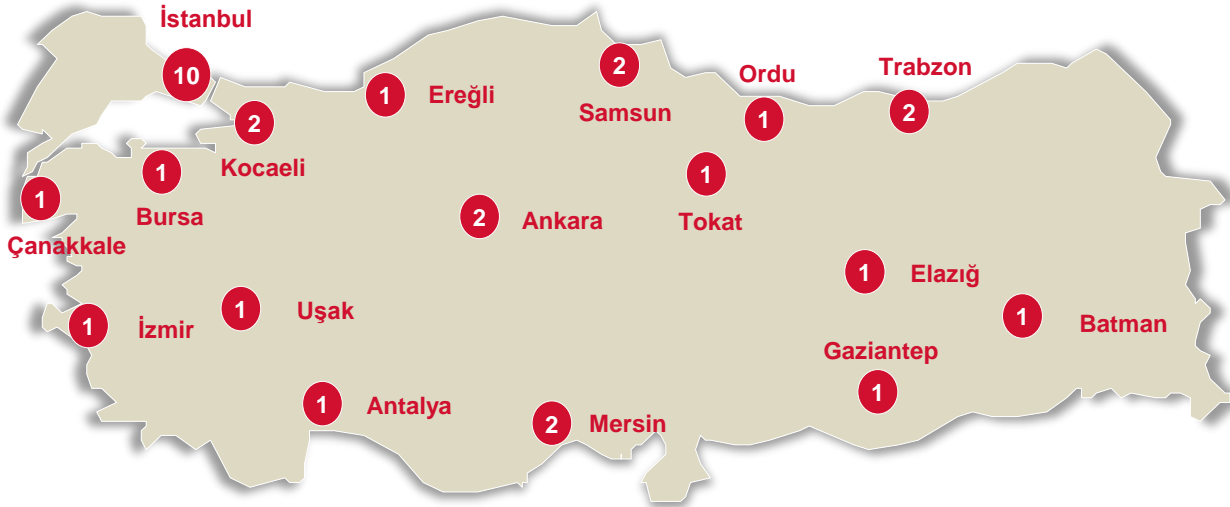 İstanbul
10
2
Samsun
Ordu
1
Trabzon
2
1
Ereğli
2
Kocaeli
1
Bursa
1
Çanakkale
2
Ankara
1
Tokat
1
Elazığ
1
Batman
1
İzmir
1
Uşak
Gaziantep
1
1
Antalya
2
Mersin